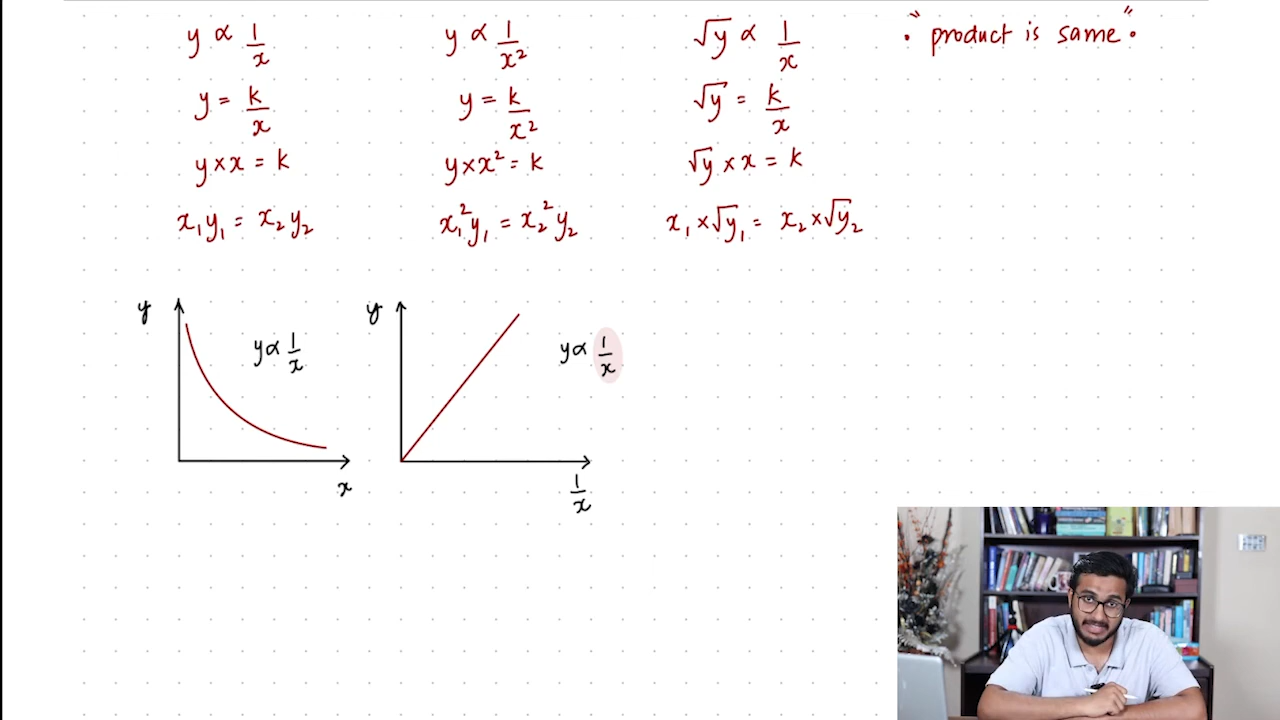 y ∝ 1/x
y = k/x
y × x = k
x₁y₁ = x₂y₂
y ∝ 1/x²
y = k/x²
y × x² = k
x₁²y₁ = x₂²y₂
√y ∝ 1/x
√y = k/x
√y × x = k
x₁ × √y₁ = x₂ × √y₂
"product is same"
y
y ∝ 1/x
x
y
y ∝ 1/x
1/x